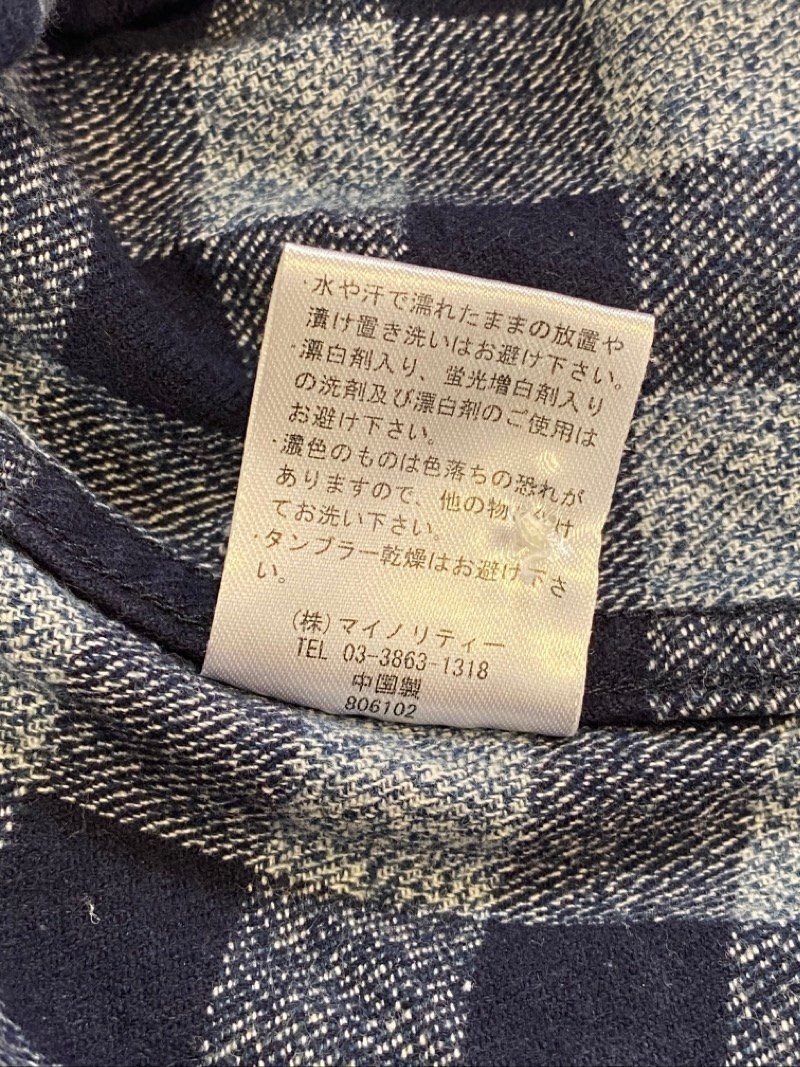 ・水や汗で濡れたままの放置や
漬け置き洗いはお避け下さい。
・漂白剤入り、蛍光増白剤入り
の洗剤及び漂白剤のご使用は
お避け下さい。
・濃色のものは色落ちの恐れが
ありますので、他の物 け
てお洗い下さい。
・タンブラー乾燥はお避け下さ
い。
(株)マイノリティー
TEL 03-3863-1318
中国製
806102